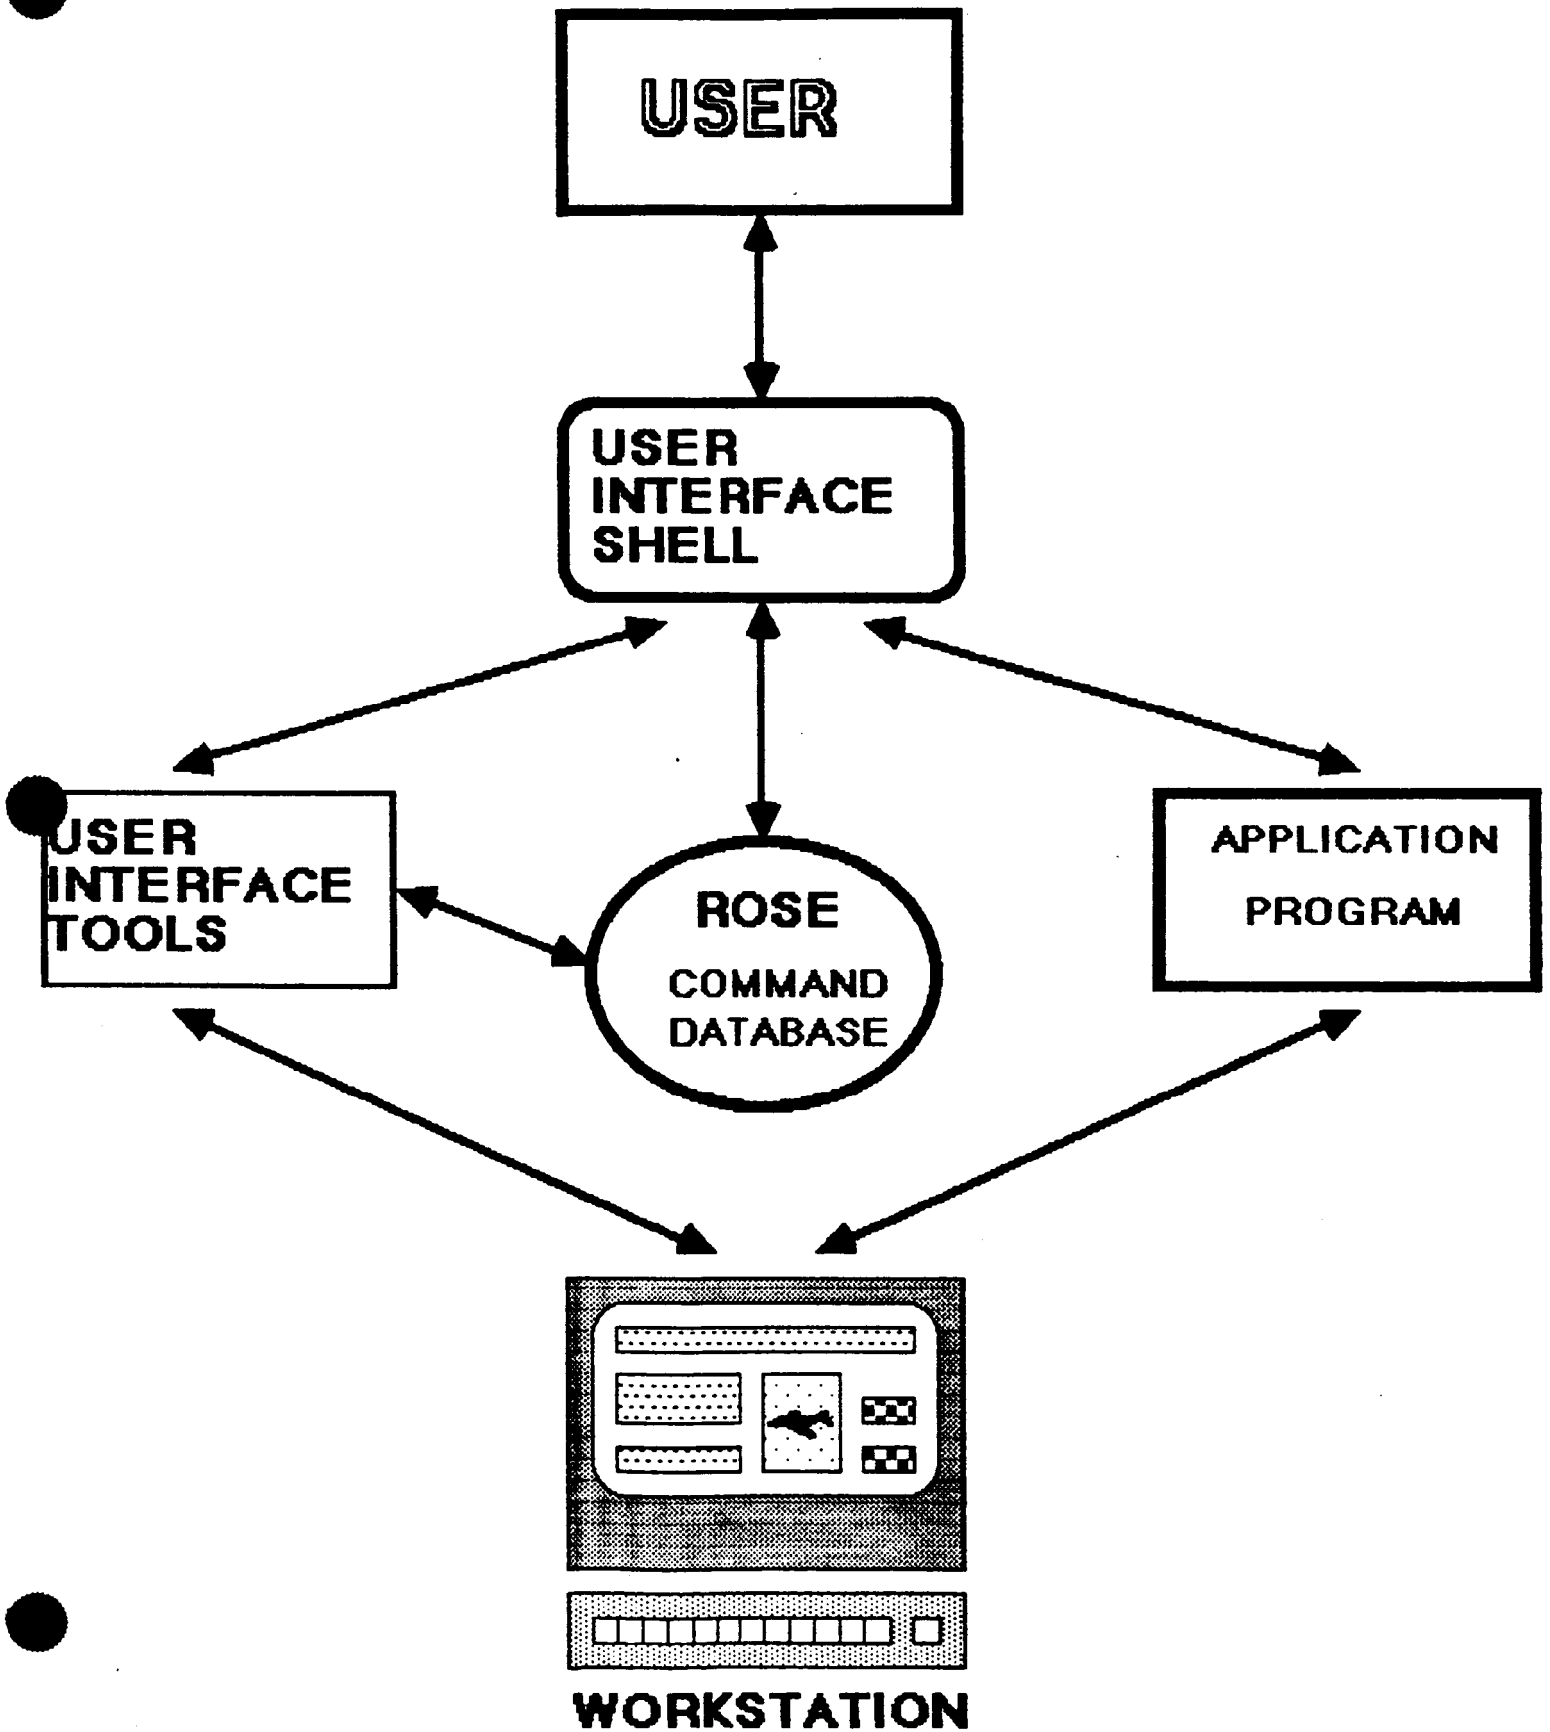 USER
USER
INTERFACE
SHELL
USER
INTERFACE
TOOLS
ROSE
COMMAND
DATABASE
APPLICATION
PROGRAM
WORKSTATION